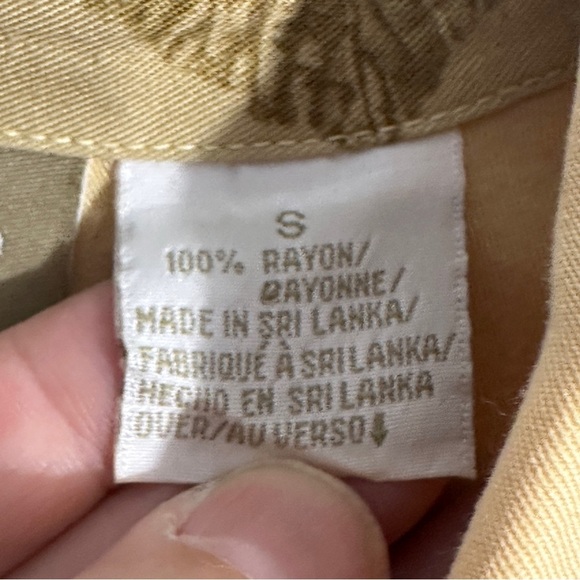 S
100% RAYON/
RAYONNE/
MADE IN SRI LANKA/
FABRIQUÉ À SRI LANKA/
HECHO EN SRI LANKA
OVER/AU VERSO↓